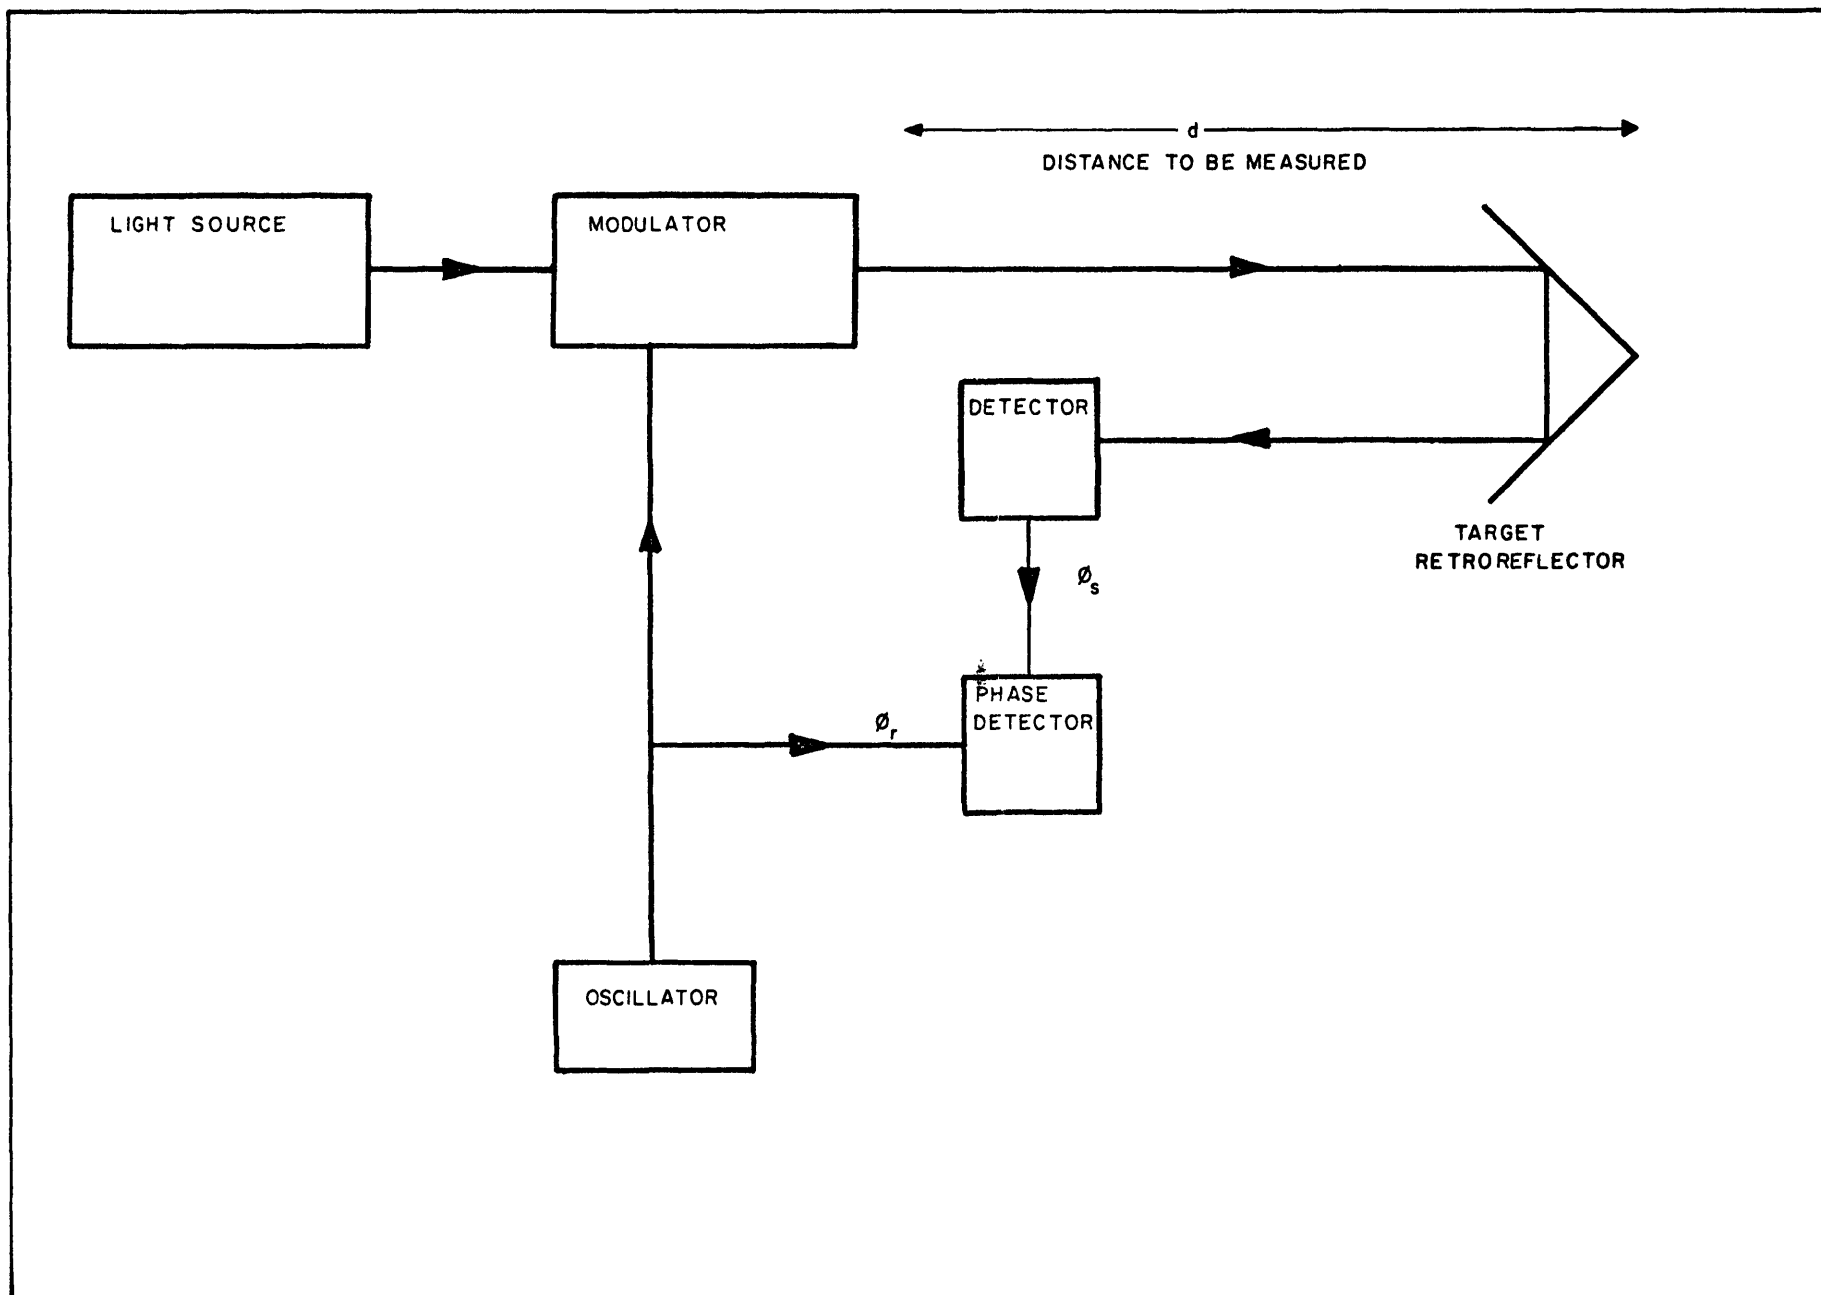 d
DISTANCE TO BE MEASURED
LIGHT SOURCE
MODULATOR
DETECTOR
TARGET
RETROREFLECTOR
Øs
PHASE
DETECTOR
Ør
OSCILLATOR